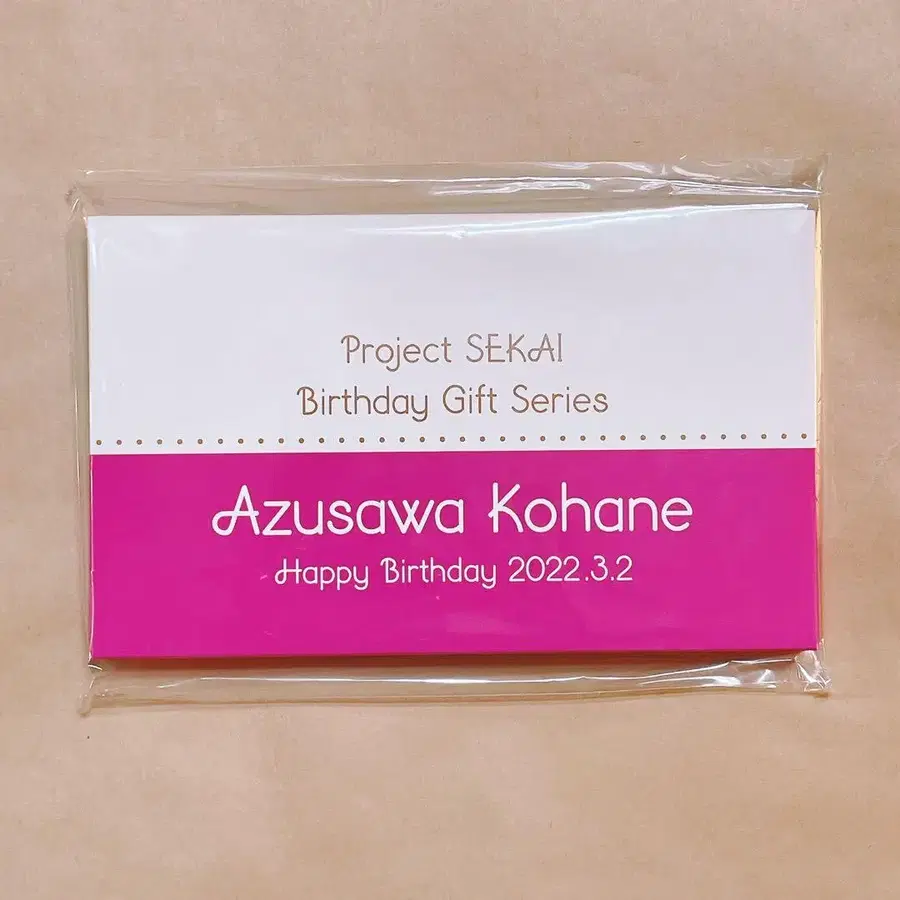 Project SEKAI
Birthday Gift Series
Azusawa Kohane
Happy Birthday 2022.3.2